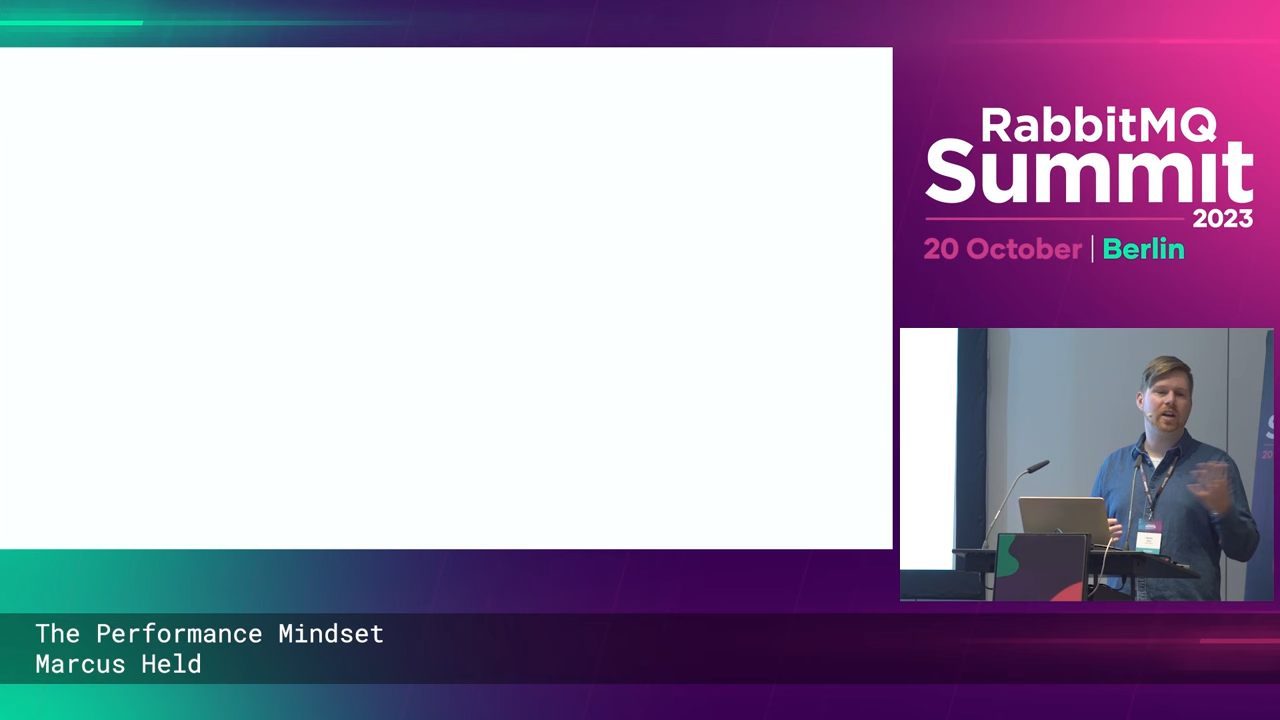 RabbitMQ
Summit
2023
20 October | Berlin
The Performance Mindset
Marcus Held